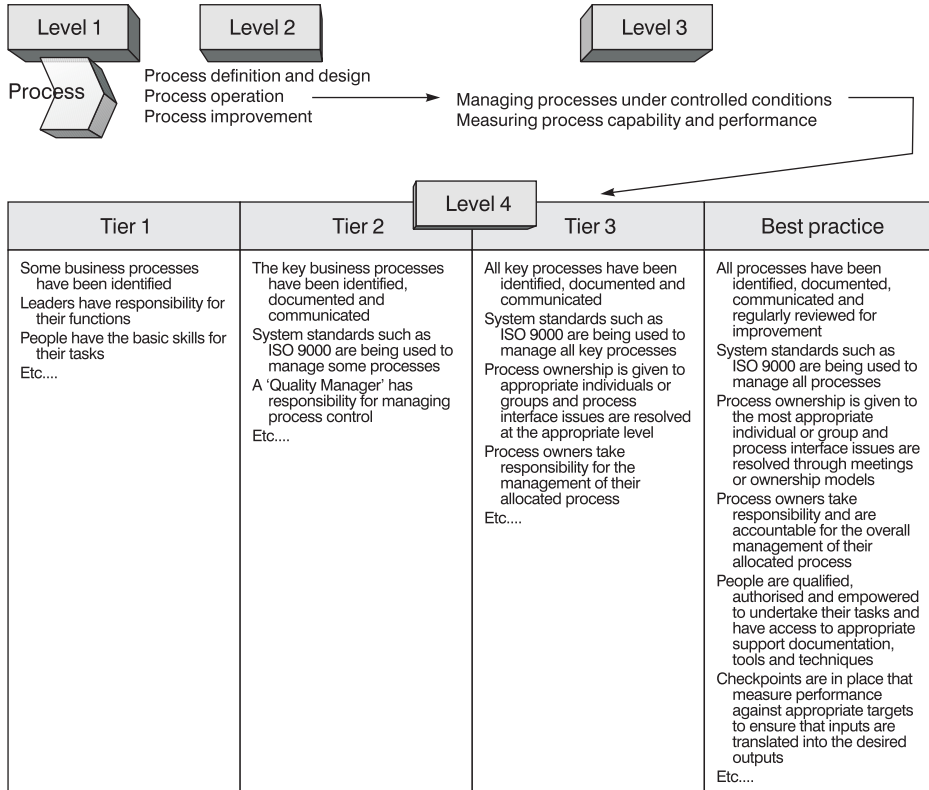 Level 1
Level 2
Level 3
Process
Process definition and design
Process operation
Process improvement
Managing processes under controlled conditions
Measuring process capability and performance
Level 4
Tier 1
Tier 2
Tier 3
Best practice
Some business processes
have been identified
Leaders have responsibility for
their functions
People have the basic skills for
their tasks
Etc....
The key business processes
have been identified,
documented and
communicated
System standards such as
ISO 9000 are being used to
manage some processes
A ‘Quality Manager’ has
responsibility for managing
process control
Etc....
All key processes have been
identified, documented and
communicated
System standards such as
ISO 9000 are being used to
manage all key processes
Process ownership is given to
appropriate individuals or
groups and process
interface issues are resolved
at the appropriate level
Process owners take
responsibility for the
management of their
allocated process
Etc....
All processes have been
identified, documented,
communicated and
regularly reviewed for
improvement
System standards such as
ISO 9000 are being used to
manage all processes
Process ownership is given to
the most appropriate
individual or group and
process interface issues are
resolved through meetings
or ownership models
Process owners take
responsibility and are
accountable for the overall
management of their
allocated process
People are qualified,
authorised and empowered
to undertake their tasks and
have access to appropriate
support documentation,
tools and techniques
Checkpoints are in place that
measure performance
against appropriate targets
to ensure that inputs are
translated into the desired
outputs
Etc....